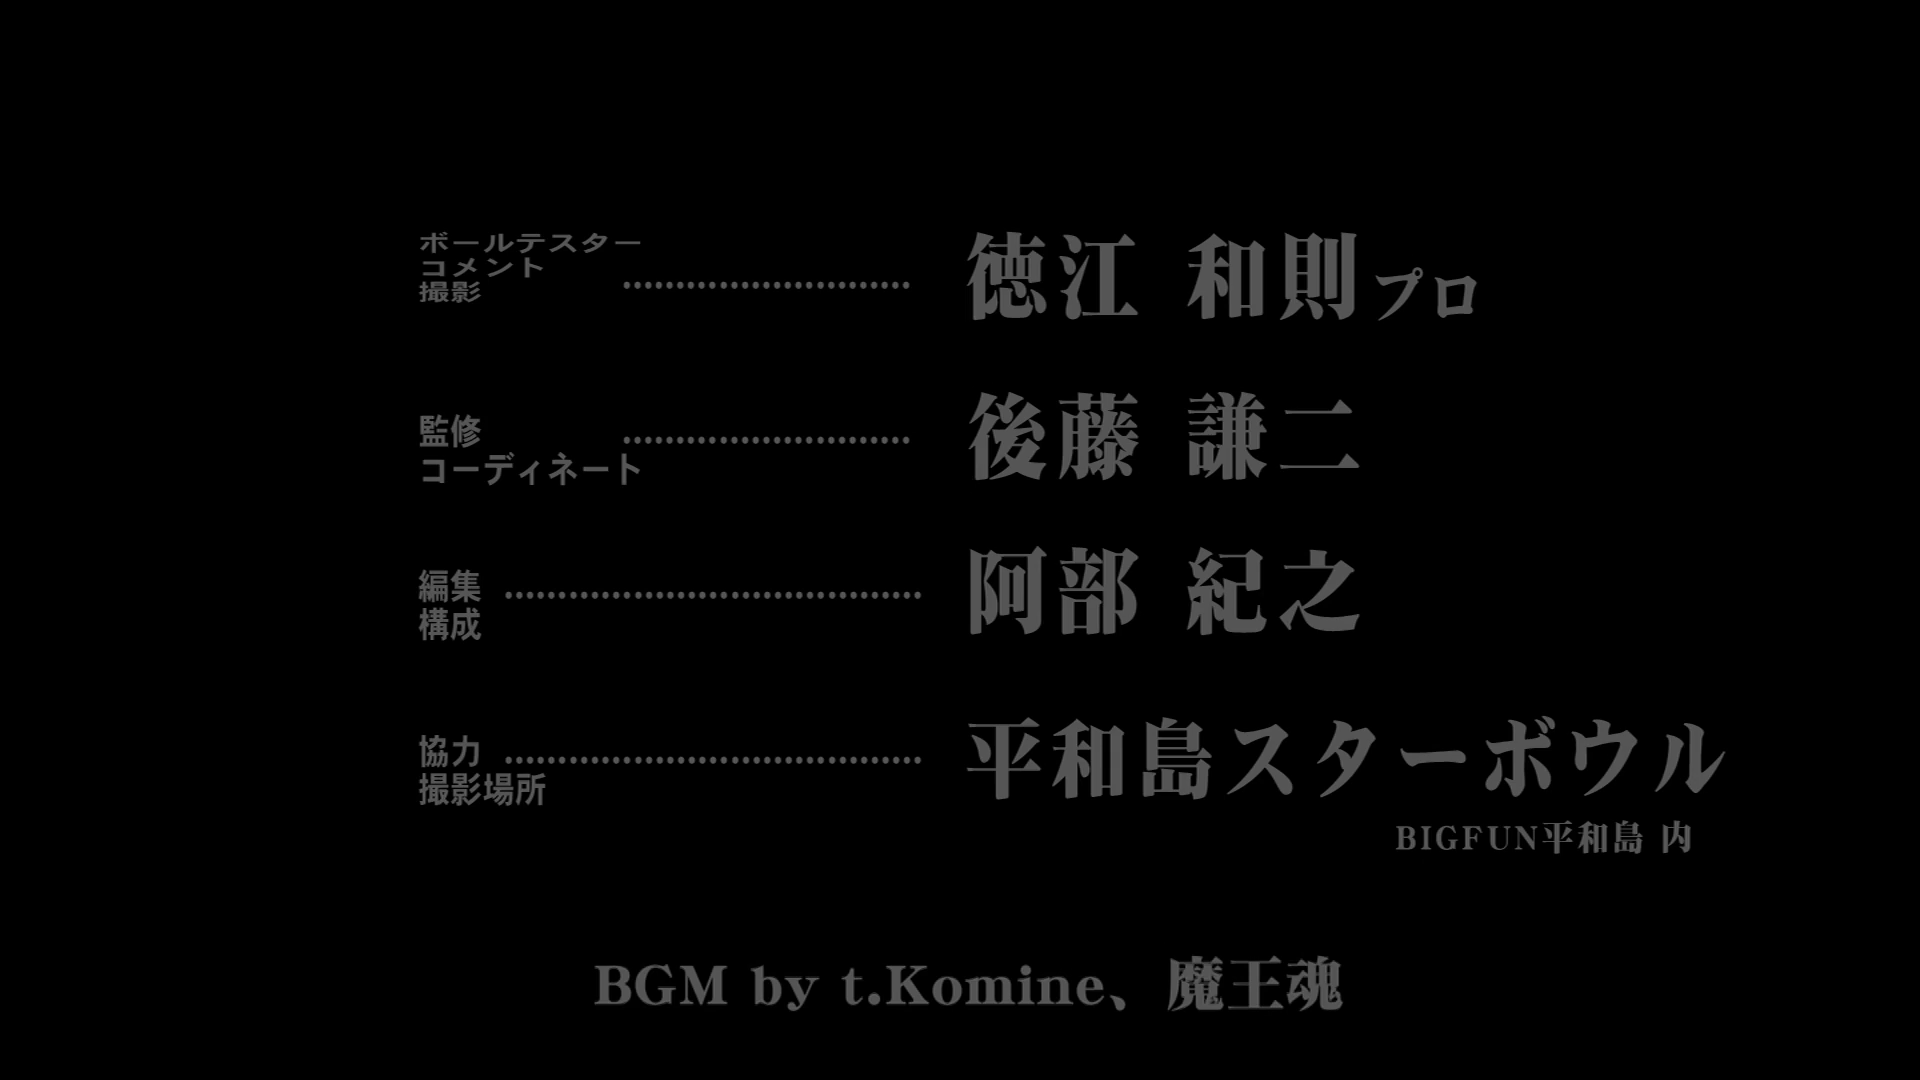 ボールテスター
コメント
撮影
徳江 和則プロ
監修
コーディネート
後藤 謙二
編集
構成
阿部 紀之
協力
撮影場所
平和島スターボウル
BIGFUN平和島 内
BGM by t.Komine、魔王魂